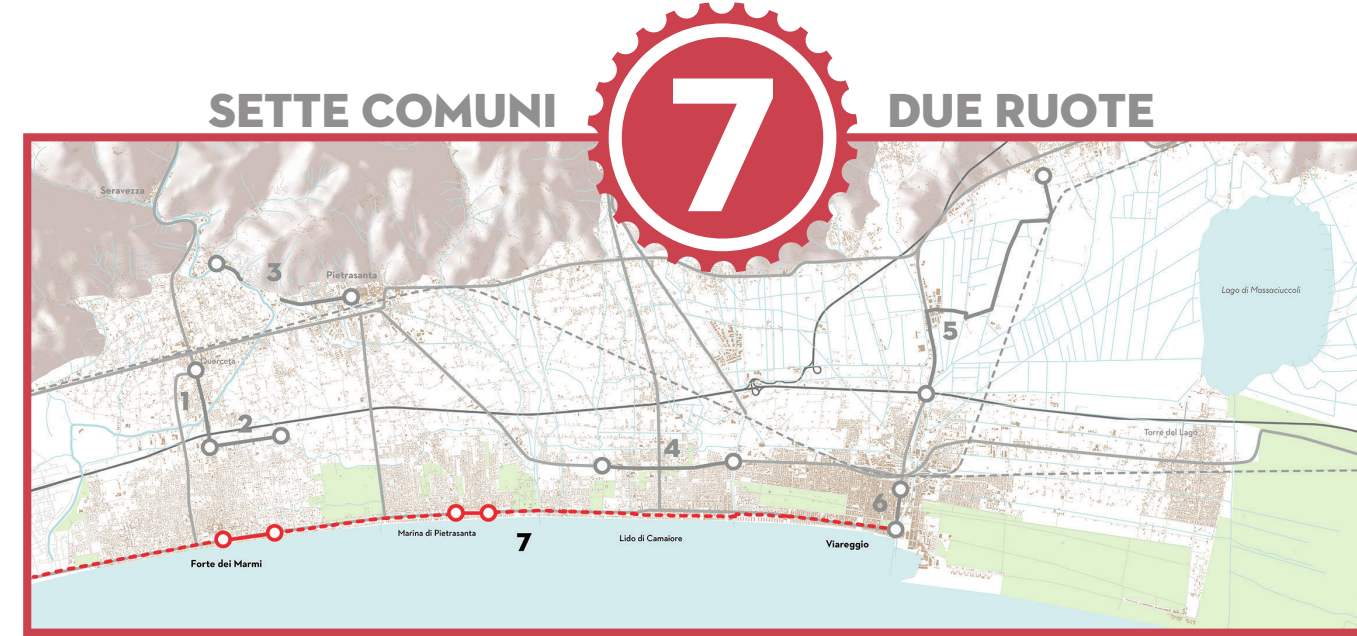 SETTE COMUNI
7
DUE RUOTE
Seravezza
3
Pietrasanta
Lago di Massaciuccoli
5
Querceta
1
2
4
Torre del Lago
6
Marina di Pietrasanta
7
Lido di Camaiore
Viareggio
Forte dei Marmi